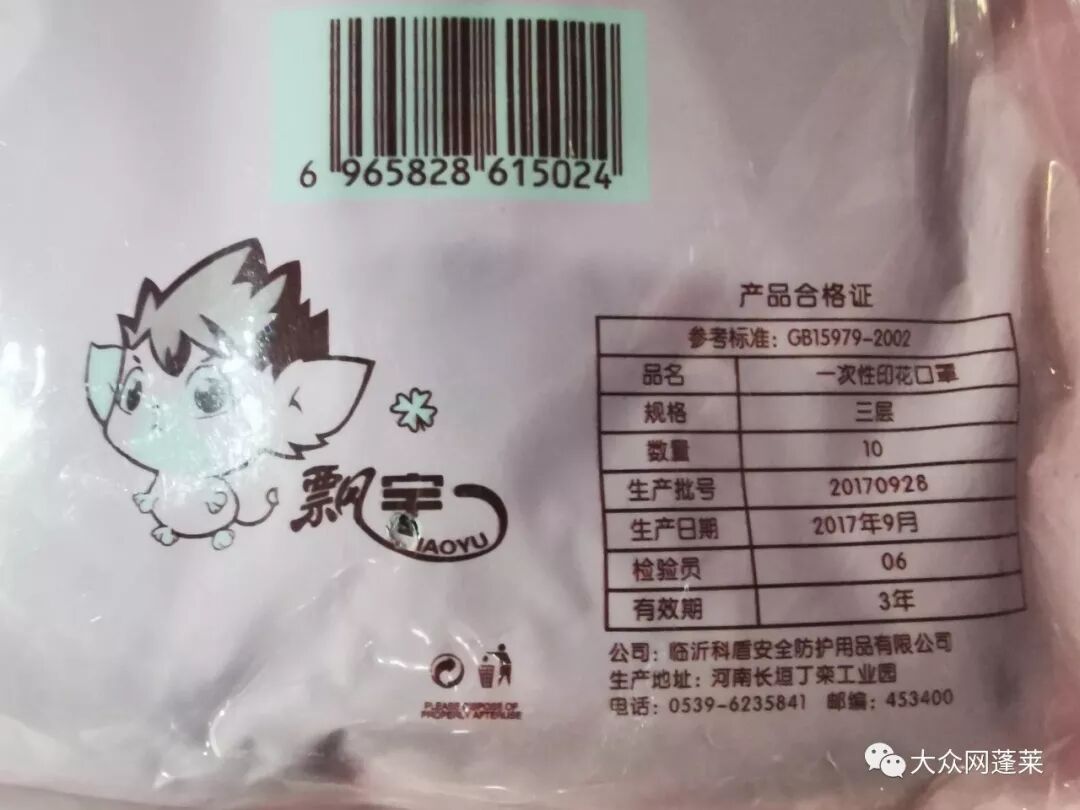 6 965828 615024
产品合格证
参考标准：GB15979-2002
品名 一次性印花口罩
规格 三层
数量 10
生产批号 20170928
生产日期 2017年9月
检验员 06
有效期 3年
飘宇
IAOYU
公司：临沂科盾安全防护用品有限公司
生产地址：河南长垣丁栾工业园
电话：0539-6235841 邮编：453400
PLEASE DISPOSE OF
PROPERLY AFTERUSE
大众网蓬莱